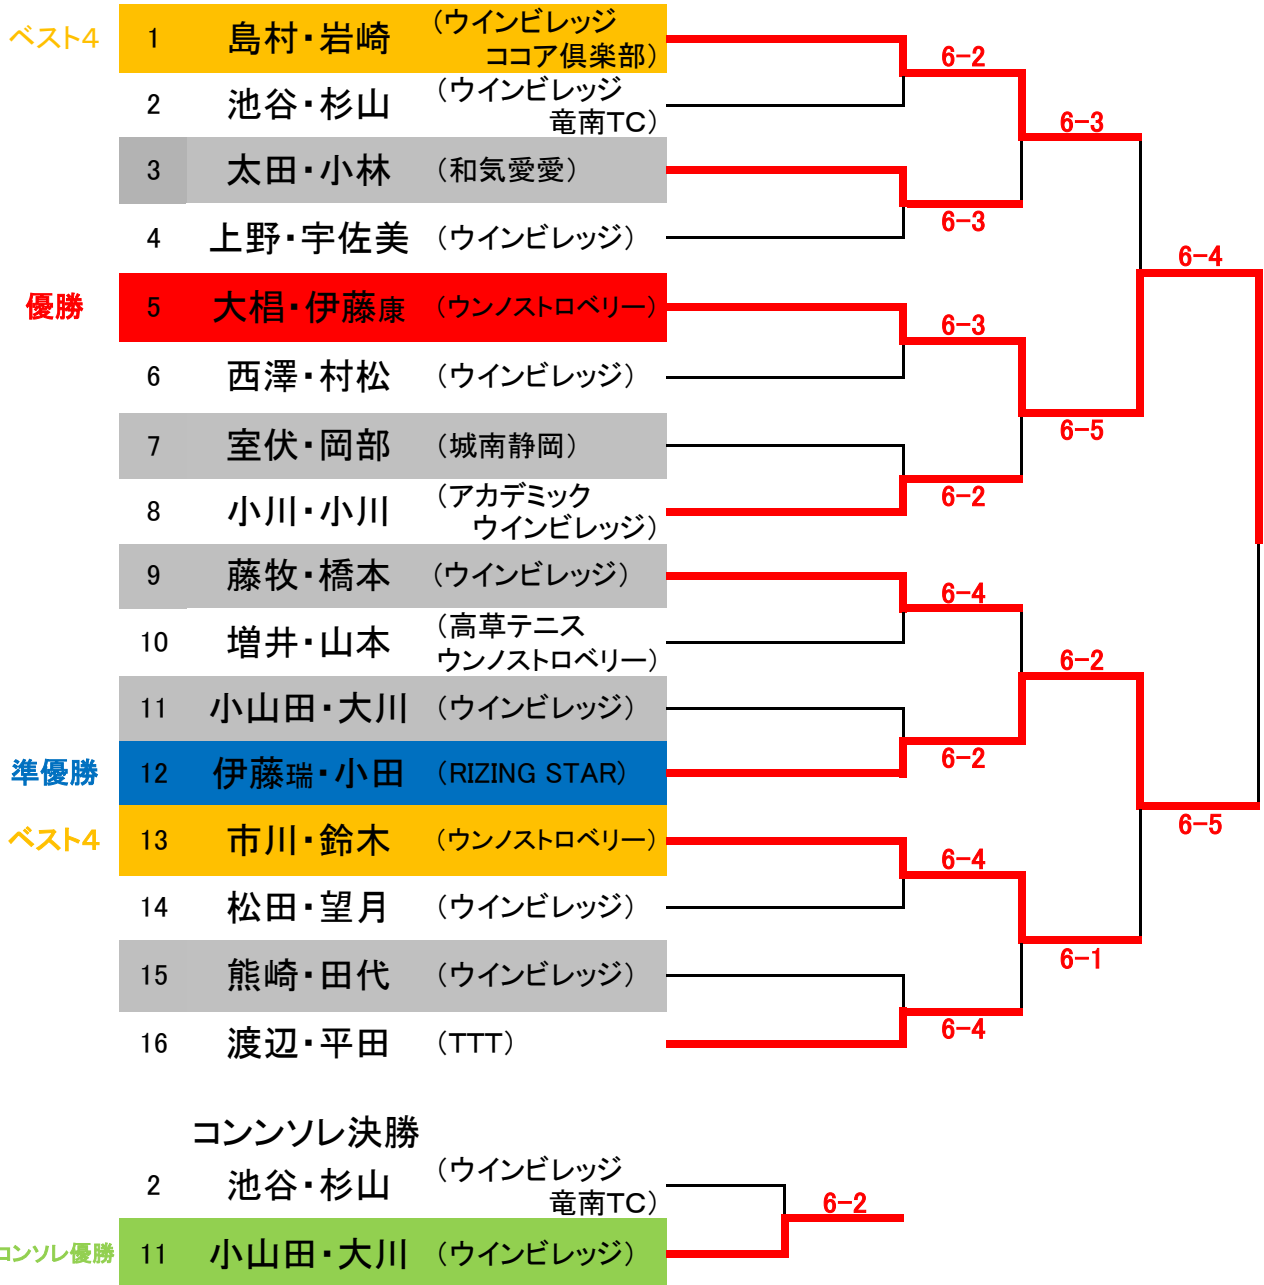 ベスト4 1 島村・岩崎 (ウインビレッジ
ココア倶楽部)
2 池谷・杉山 (ウインビレッジ
竜南TC)
3 太田・小林 (和気愛愛)
4 上野・宇佐美 (ウインビレッジ)
優勝 5 大椙・伊藤康 (ウンノストロベリー)
6 西澤・村松 (ウインビレッジ)
7 室伏・岡部 (城南静岡)
8 小川・小川 (アカデミック
ウインビレッジ)
9 藤牧・橋本 (ウインビレッジ)
10 増井・山本 (高草テニス
ウンノストロベリー)
11 小山田・大川 (ウインビレッジ)
準優勝 12 伊藤瑞・小田 (RIZING STAR)
ベスト4 13 市川・鈴木 (ウンノストロベリー)
14 松田・望月 (ウインビレッジ)
15 熊崎・田代 (ウインビレッジ)
16 渡辺・平田 (TTT)
6-2
6-3
6-3
6-2
6-4
6-2
6-4
6-4
6-3
6-5
6-2
6-1
6-4
6-5
コンンソレ決勝
2 池谷・杉山 (ウインビレッジ
竜南TC)
6-2
コンソレ優勝 11 小山田・大川 (ウインビレッジ)